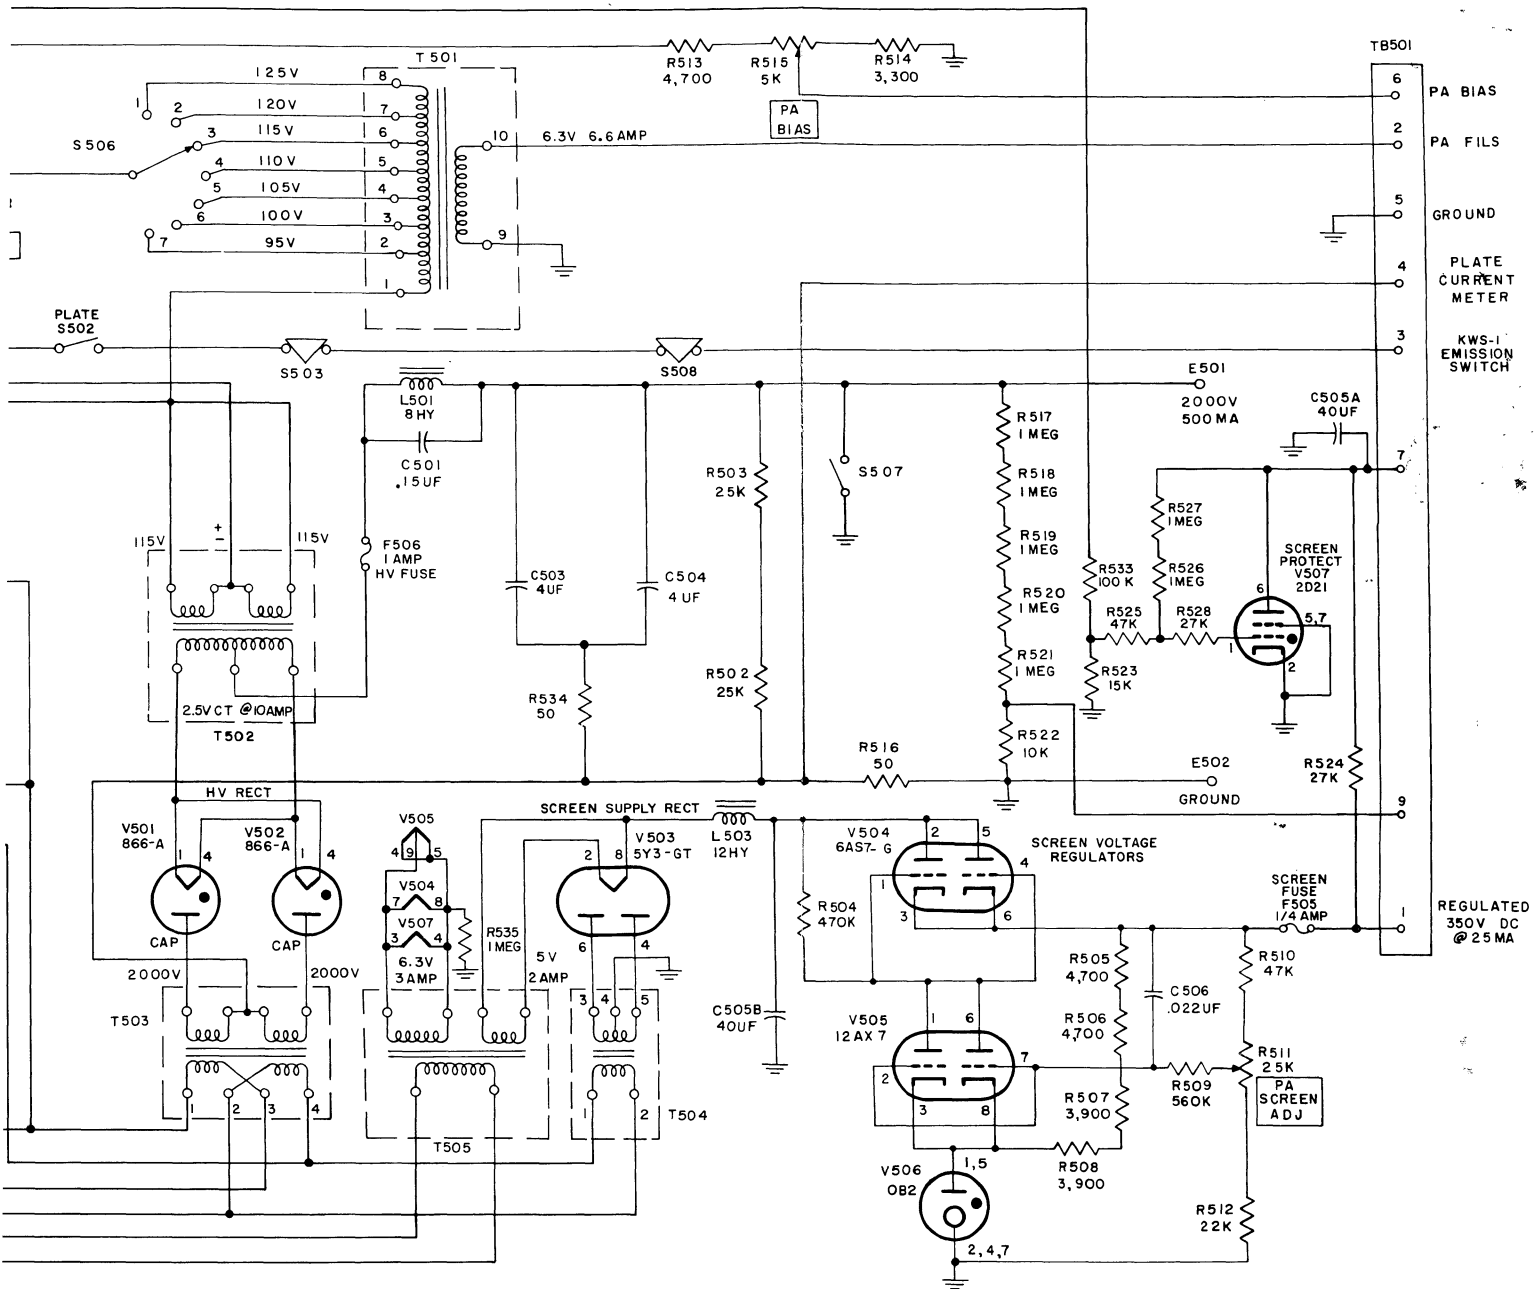 T 501
R513
4,700
R515
5K
R514
3,300
PA
BIAS
TB501
6
PA BIAS
2
PA FILS
5
GROUND
4
PLATE
CURRENT
METER
3
KWS-1
EMISSION
SWITCH
S506
1
125V
8
2
120V
7
3
115V
6
4
110V
5
5
105V
4
6
100V
3
7
95V
2
1
10
6.3V 6.6AMP
9
PLATE
S502
S503
S508
L501
8HY
C501
.15UF
E501
2000V
500MA
C505A
40UF
7
R503
25K
S507
R517
1MEG
R518
1MEG
R519
1MEG
R520
1MEG
R521
1MEG
R522
10K
R527
1MEG
R526
1MEG
R533
100K
R525
47K
R528
27K
R523
15K
SCREEN
PROTECT
V507
2D21
6
5,7
1
2
115V
+
−
115V
F506
1AMP
HV FUSE
C503
4UF
C504
4UF
R502
25K
R534
50
2.5VCT @10AMP
T502
R516
50
E502
GROUND
R524
27K
9
HV RECT
V501
866-A
1
4
V502
866-A
1
4
CAP
CAP
2000V
2000V
T503
1
2
3
4
V505
4
9
5
V504
7
8
V507
3
4
6.3V
3AMP
R535
1MEG
5V
2AMP
T505
SCREEN SUPPLY RECT
V503
5Y3-GT
2
8
6
4
3
4
5
1
2
T504
L503
12HY
C505B
40UF
R504
470K
V504
6AS7-G
2
5
1
4
3
6
SCREEN VOLTAGE
REGULATORS
SCREEN
FUSE
F505
1/4 AMP
1
REGULATED
350V DC
@ 25MA
R505
4,700
R506
4,700
C506
.022UF
R510
47K
V505
12AX7
1
6
2
7
3
8
R507
3,900
R509
560K
R511
25K
PA
SCREEN
ADJ
R508
3,900
V506
OB2
1,5
2,4,7
R512
22K